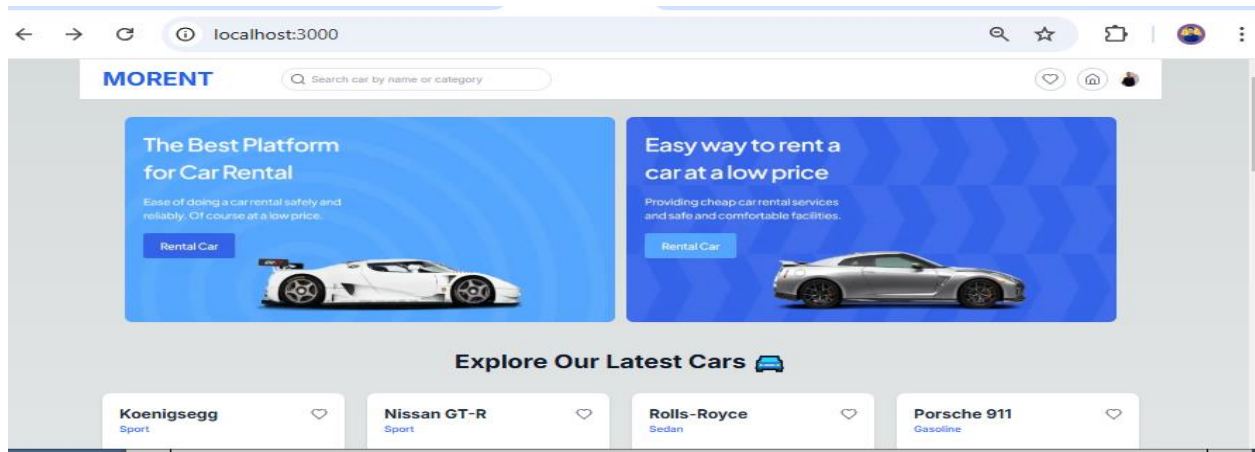 localhost:3000
MORENT
Search car by name or category
The Best Platform
for Car Rental
Ease of doing a car rental safely and
reliably. Of course at a low price.
Rental Car
Easy way to rent a
car at a low price
Providing cheap car rental services
and safe and comfortable facilities.
Rental Car
Explore Our Latest Cars 🚘
Koenigsegg
Sport
Nissan GT-R
Sport
Rolls-Royce
Sedan
Porsche 911
Gasoline